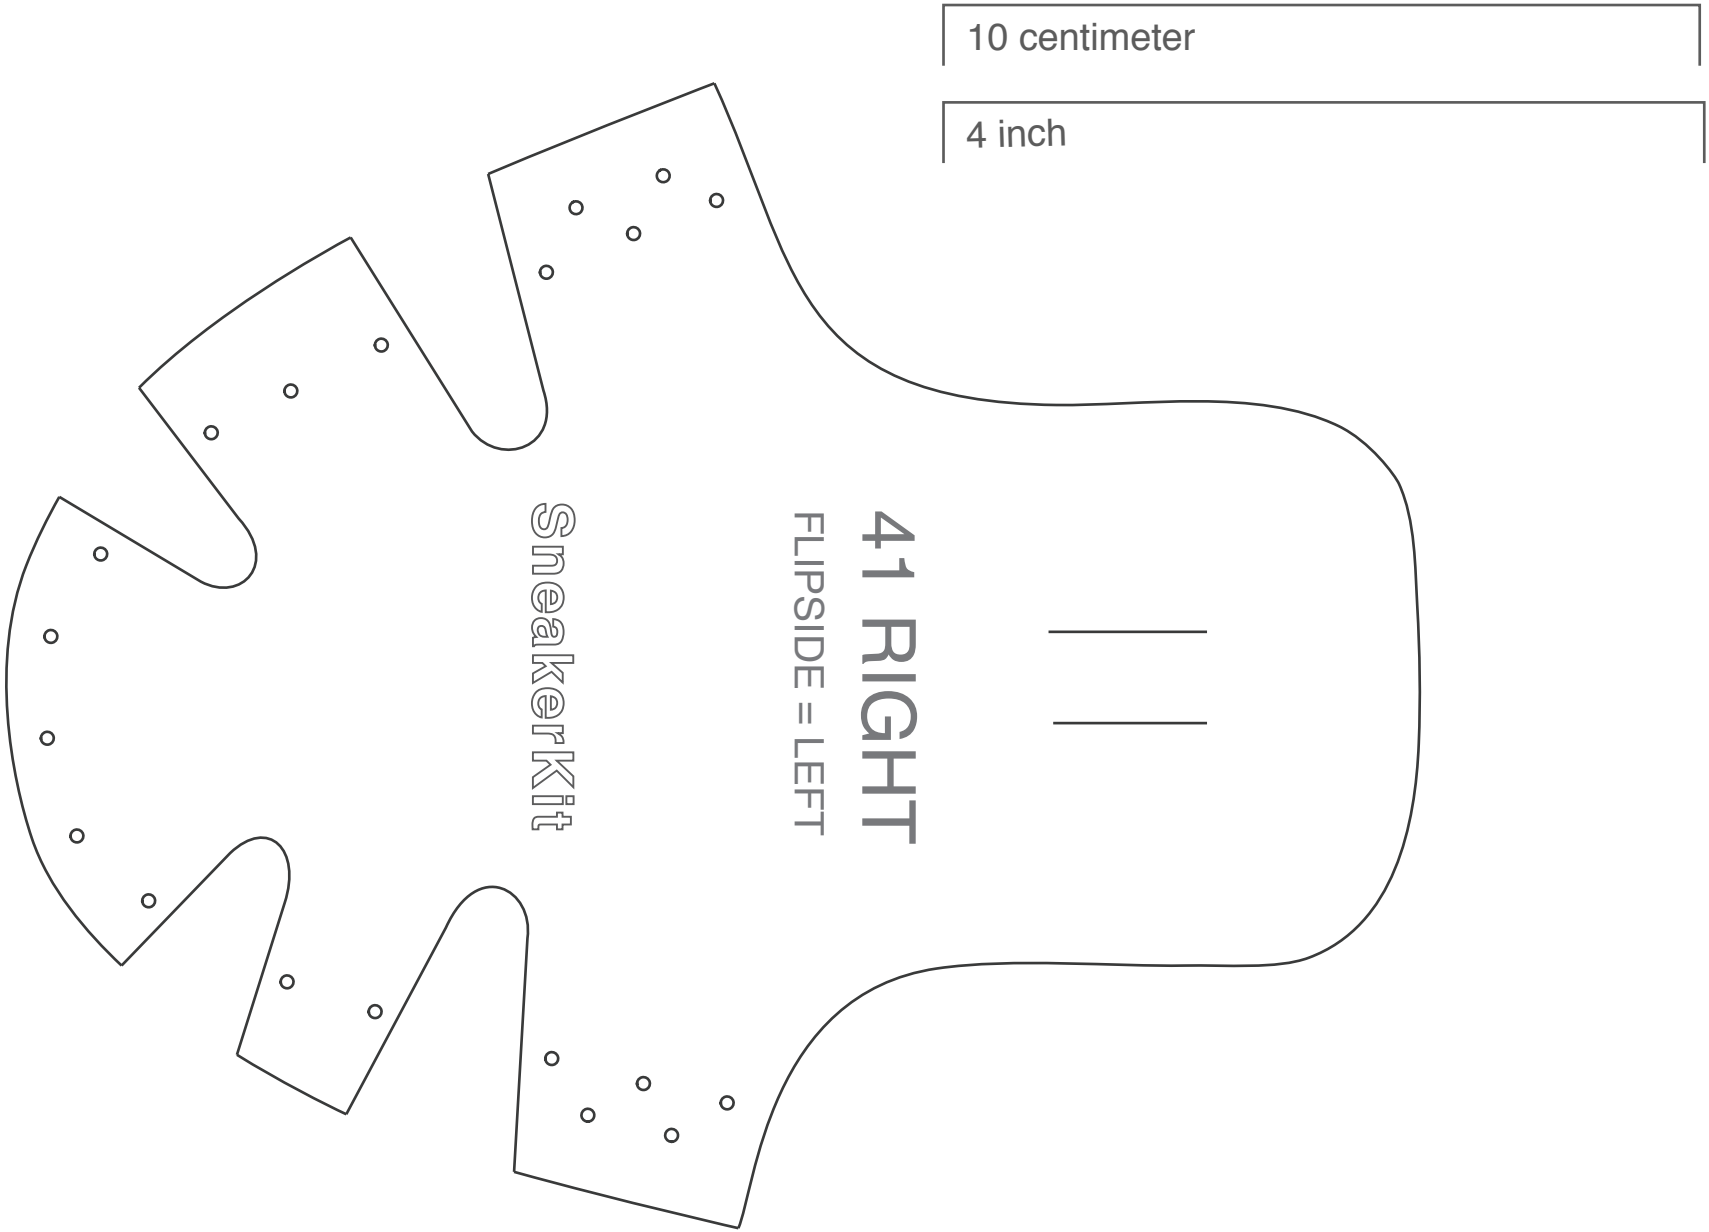 10 centimeter
4 inch
41 RIGHT
FLIPSIDE = LEFT
SneakerKit